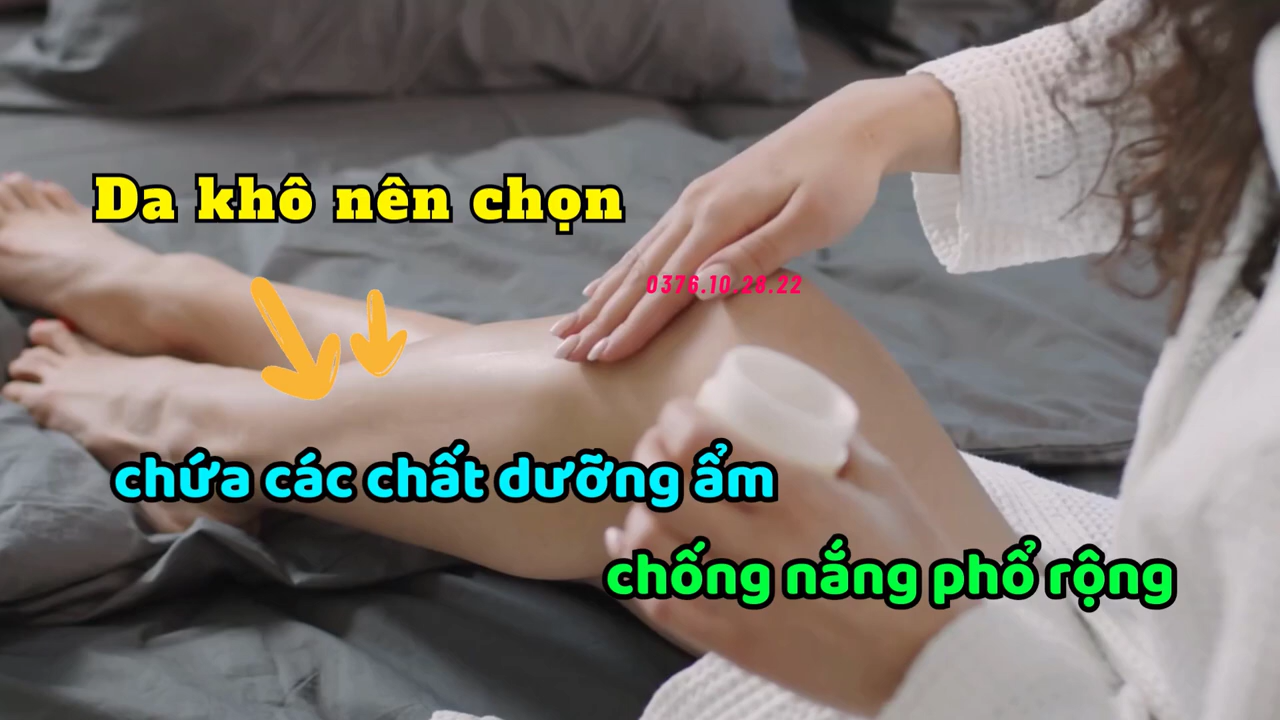 Da khô nên chọn
0376.10.28.22
chứa các chất dưỡng ẩm
chống nắng phổ rộng